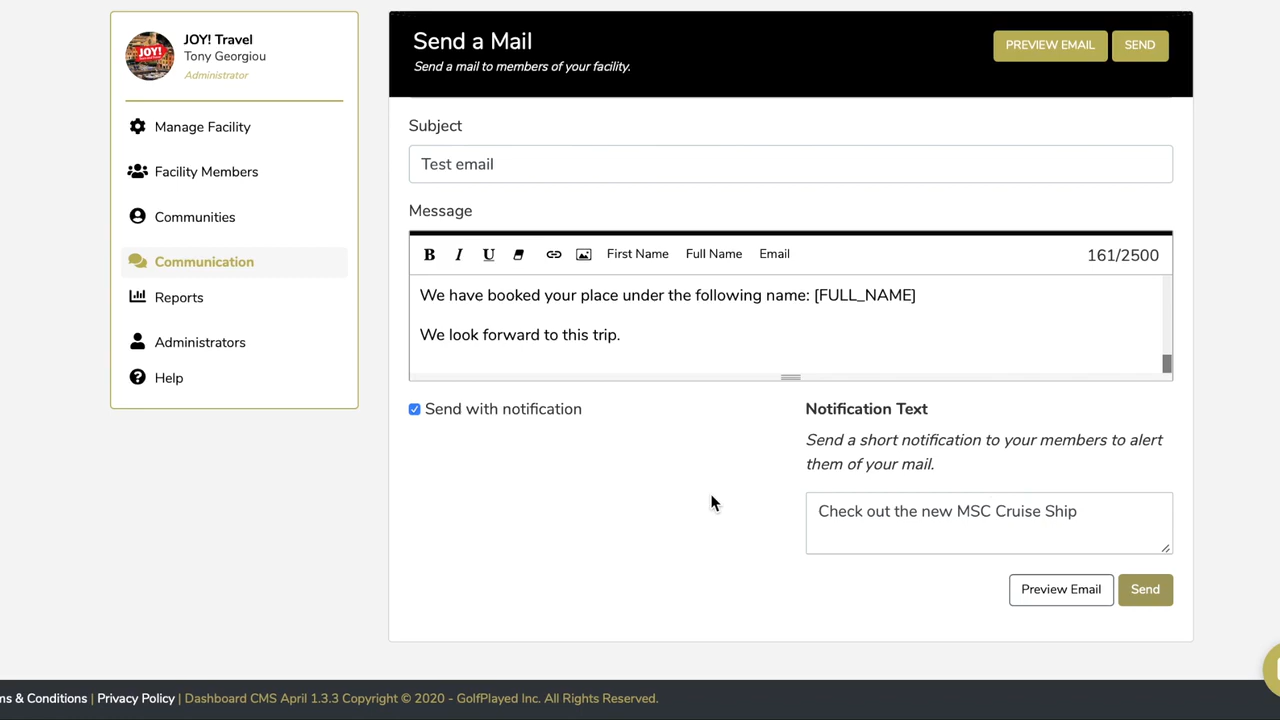 JOY!
JOY! Travel
Tony Georgiou
Administrator
Manage Facility
Facility Members
Communities
Communication
Reports
Administrators
Help
Send a Mail
Send a mail to members of your facility.
PREVIEW EMAIL
SEND
Subject
Test email
Message
B I U First Name Full Name Email 161/2500
We have booked your place under the following name: [FULL_NAME]
We look forward to this trip.
Send with notification
Notification Text
Send a short notification to your members to alert
them of your mail.
Check out the new MSC Cruise Ship
Preview Email
Send
ms & Conditions | Privacy Policy | Dashboard CMS April 1.3.3 Copyright © 2020 - GolfPlayed Inc. All Rights Reserved.